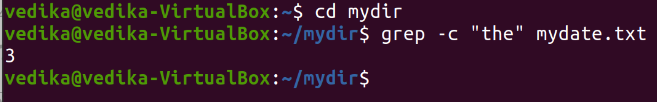 vedika@vedika-VirtualBox:~$ cd mydir
vedika@vedika-VirtualBox:~/mydir$ grep -c "the" mydate.txt
3
vedika@vedika-VirtualBox:~/mydir$